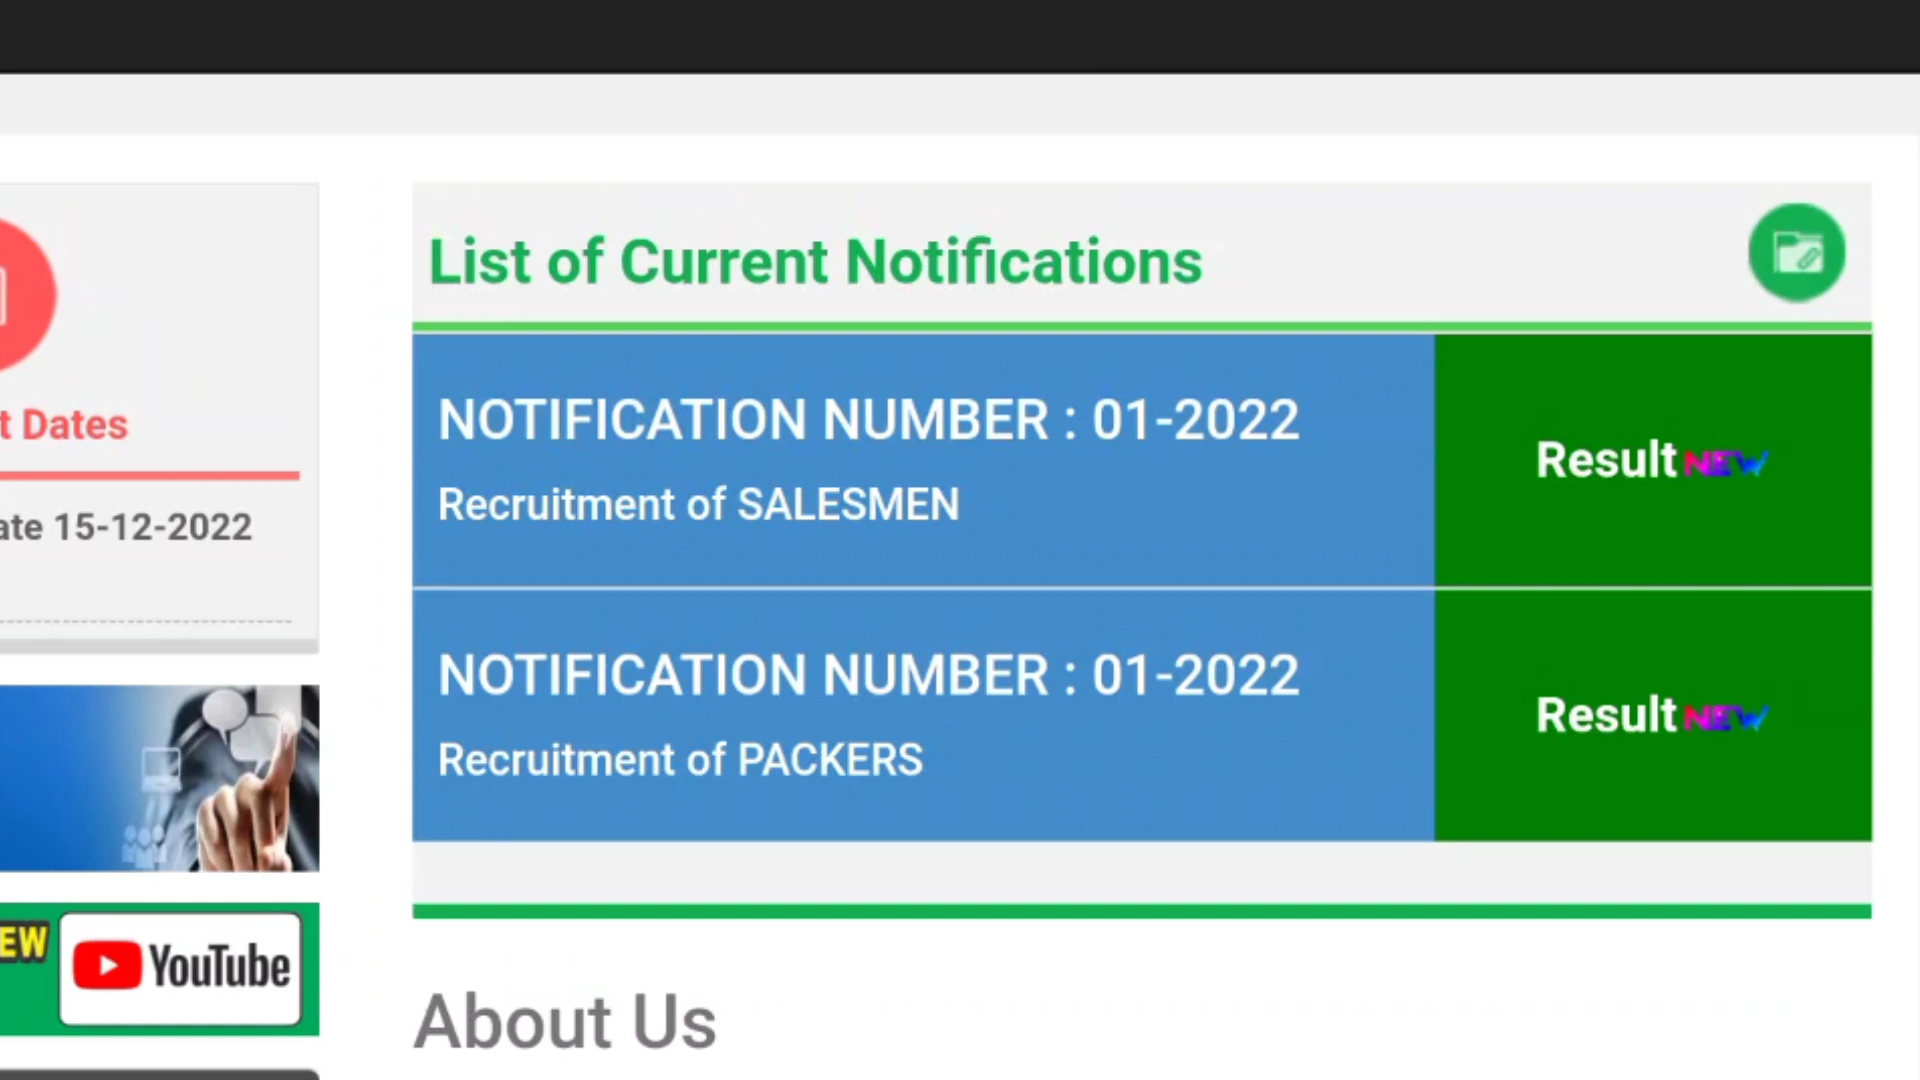 t Dates
ate 15-12-2022
EW
YouTube
List of Current Notifications
NOTIFICATION NUMBER : 01-2022
Recruitment of SALESMEN
Result NEW
NOTIFICATION NUMBER : 01-2022
Recruitment of PACKERS
Result NEW
About Us